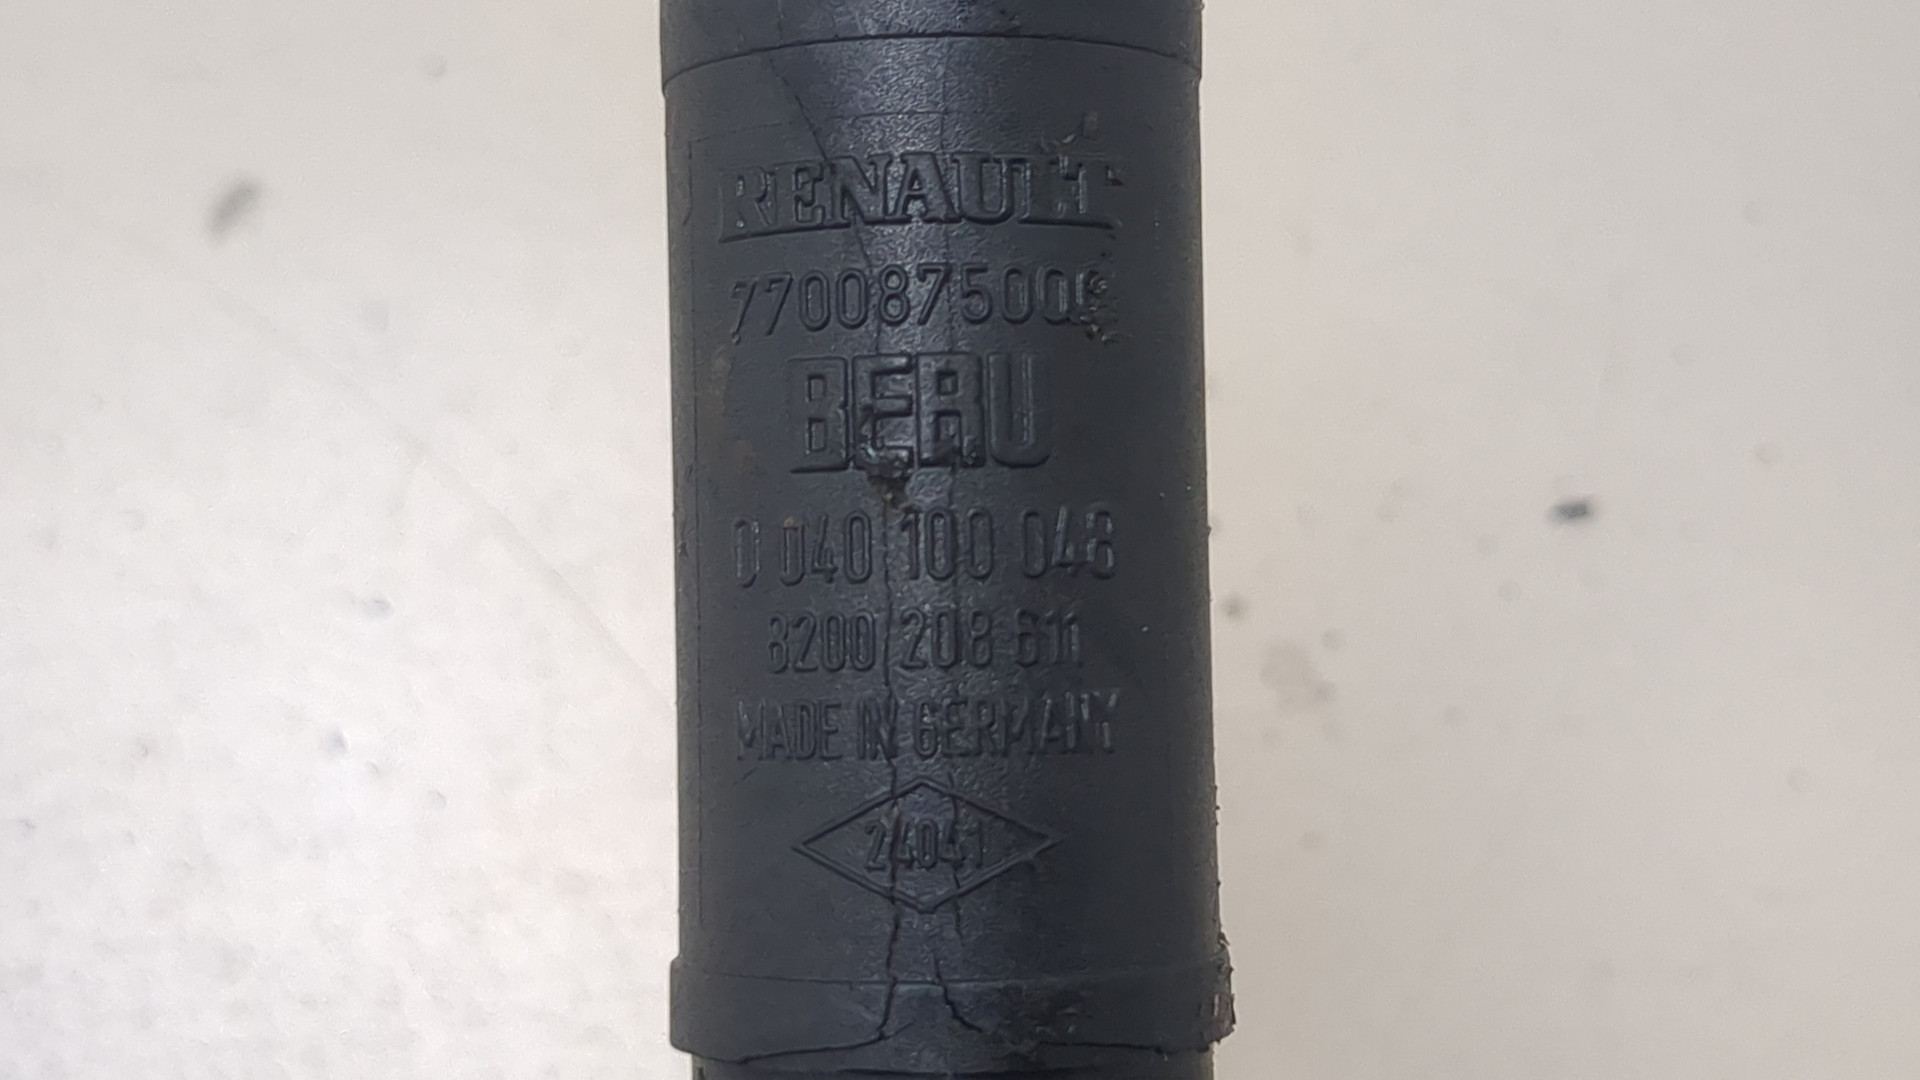 RENAULT
7700875000
BERU
0 040 100 048
8200 208 611
MADE IN GERMANY
24041